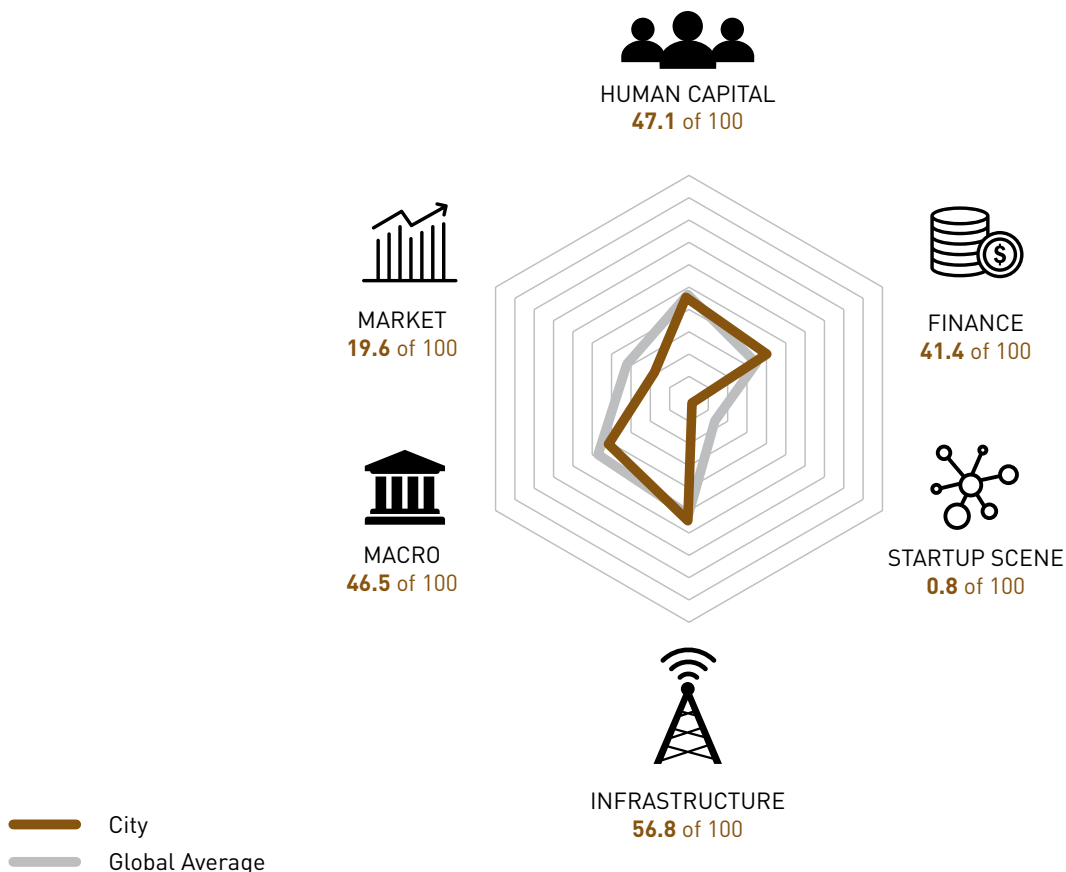 HUMAN CAPITAL
47.1 of 100
MARKET
19.6 of 100
$
FINANCE
41.4 of 100
MACRO
46.5 of 100
STARTUP SCENE
0.8 of 100
INFRASTRUCTURE
56.8 of 100
City
Global Average